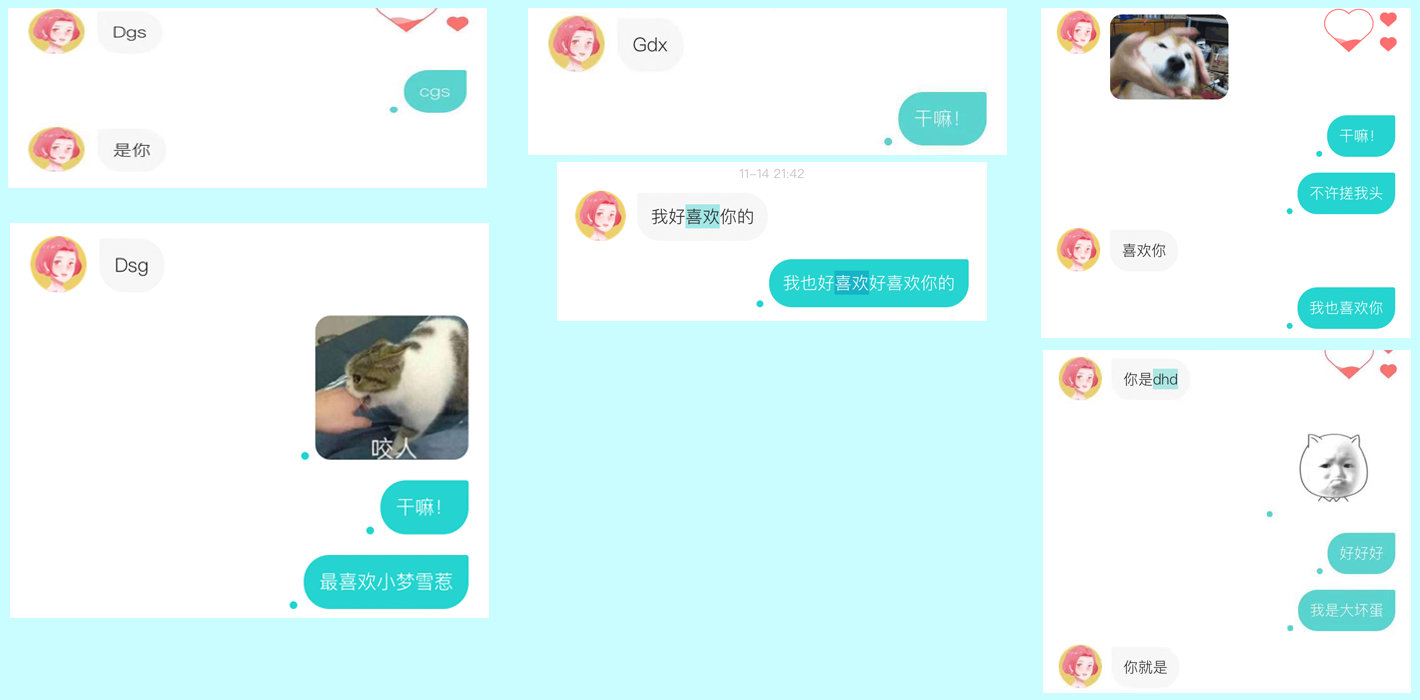 Dgs
cgs
是你
Dsg
咬人
干嘛！
最喜欢小梦雪惹
Gdx
干嘛！
11-14 21:42
我好喜欢你的
我也好喜欢好喜欢你的
干嘛！
不许搓我头
喜欢你
我也喜欢你
你是dhd
好好好
我是大坏蛋
你就是